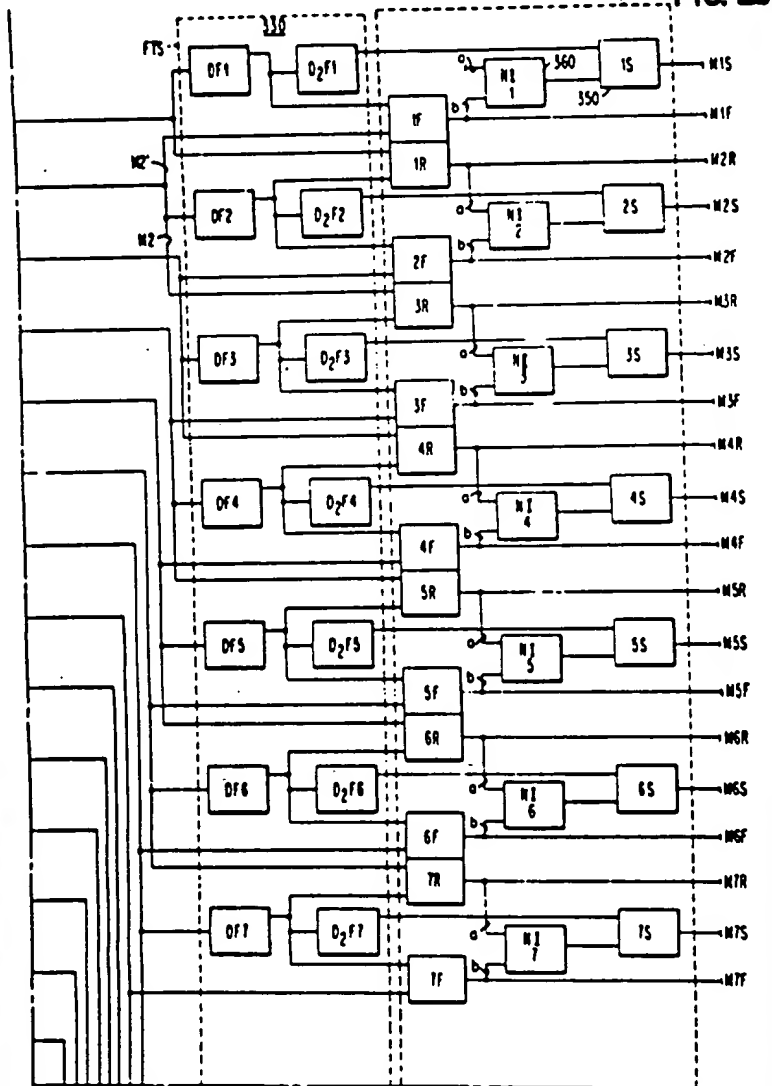 330
FTS
DF1
D₂F1
NI
1
360
1S
350
M1S
a
b
1F
M1F
1R
M2R
M2'
DF2
D₂F2
a
NI
2
2S
M2S
M2
b
2F
M2F
3R
M3R
DF3
D₂F3
a
NI
3
3S
M3S
b
3F
M3F
4R
M4R
DF4
D₂F4
a
NI
4
4S
M4S
b
4F
M4F
5R
M5R
DF5
D₂F5
a
NI
5
5S
M5S
b
5F
M5F
6R
M6R
DF6
D₂F6
a
NI
6
6S
M6S
b
6F
M6F
7R
M7R
DF7
D₂F7
a
NI
7
7S
M7S
b
7F
M7F